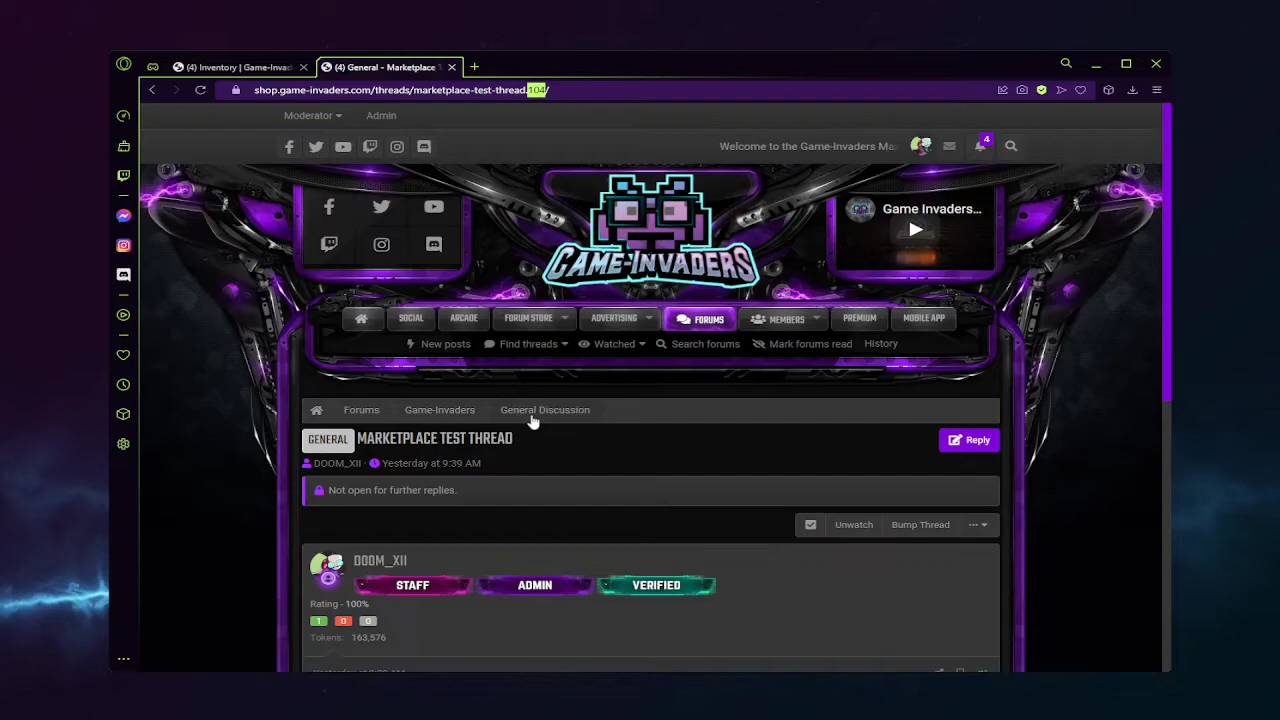 (4) Inventory | Game-Invad
(4) General - Marketplace T
shop.game-invaders.com/threads/marketplace-test-thread.104/
Moderator
Admin
Welcome to the Game-Invaders Ma
4
Game Invaders...
GAME-INVADERS
SOCIAL
ARCADE
FORUM STORE
ADVERTISING
FORUMS
MEMBERS
PREMIUM
MOBILE APP
New posts
Find threads
Watched
Search forums
Mark forums read
History
Forums
Game-Invaders
General Discussion
GENERAL
MARKETPLACE TEST THREAD
Reply
DOOM_XII · Yesterday at 9:39 AM
Not open for further replies.
Unwatch
Bump Thread
DOOM_XII
STAFF
ADMIN
VERIFIED
Rating - 100%
1
0
0
Tokens: 163,576